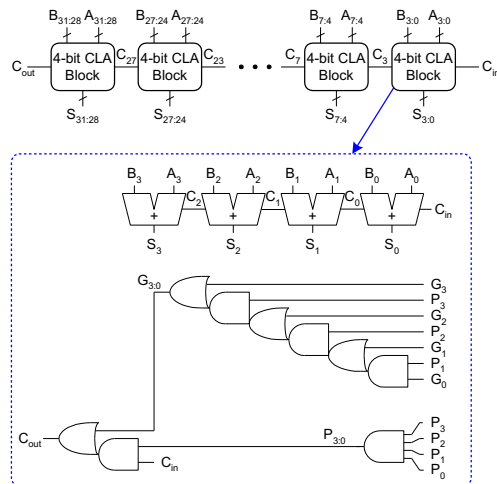 B31:28 A31:28 B27:24 A27:24 B7:4 A7:4 B3:0 A3:0
Cout 4-bit CLA Block C27 4-bit CLA Block C23 • • • C7 4-bit CLA Block C3 4-bit CLA Block Cin
S31:28 S27:24 S7:4 S3:0
B3 A3 B2 A2 B1 A1 B0 A0
+ C2 + C1 + C0 + Cin
S3 S2 S1 S0
G3:0
G3
P3
G2
P2
G1
P1
G0
Cout
Cin
P3:0
P3
P2
P1
P0